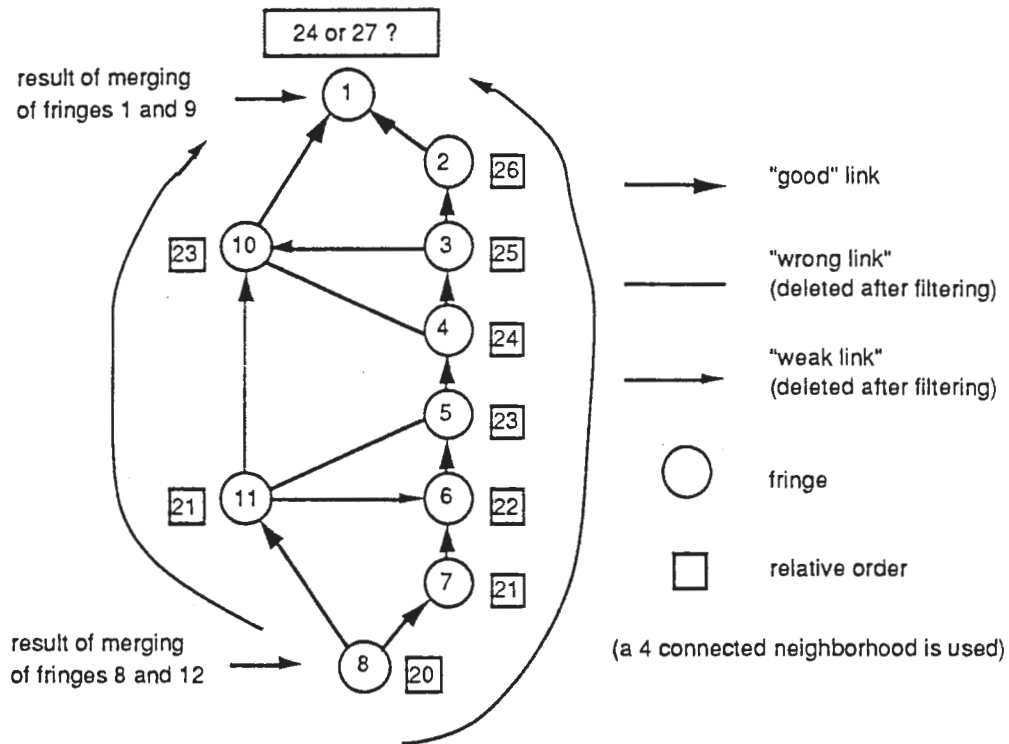 24 or 27 ?
result of merging
of fringes 1 and 9
1
2
26
10
23
3
25
4
24
5
23
11
21
6
22
7
21
8
20
result of merging
of fringes 8 and 12
"good" link
"wrong link"
(deleted after filtering)
"weak link"
(deleted after filtering)
fringe
relative order
(a 4 connected neighborhood is used)